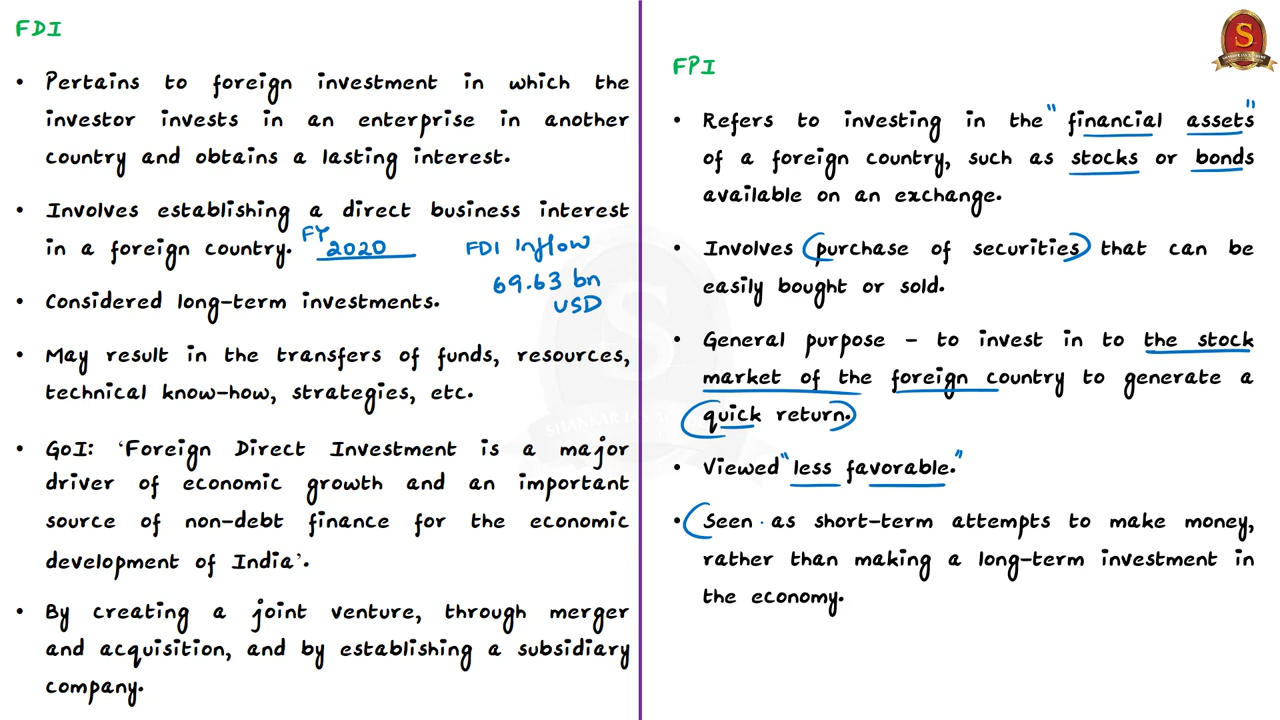 FDI
• Pertains to foreign investment in which the
investor invests in an enterprise in another
country and obtains a lasting interest.
• Involves establishing a direct business interest
in a foreign country.
FY 2020
FDI Inflow
69.63 bn
USD
• Considered long-term investments.
• May result in the transfers of funds, resources,
technical know-how, strategies, etc.
• GoI: ‘Foreign Direct Investment is a major
driver of economic growth and an important
source of non-debt finance for the economic
development of India’.
• By creating a joint venture, through merger
and acquisition, and by establishing a subsidiary
company.
S
FPI
• Refers to investing in the "financial assets"
of a foreign country, such as stocks or bonds
available on an exchange.
• Involves (purchase of securities) that can be
easily bought or sold.
• General purpose – to invest in to the stock
market of the foreign country to generate a
(quick return.)
• Viewed "less favorable."
• (Seen as short-term attempts to make money,
rather than making a long-term investment in
the economy.